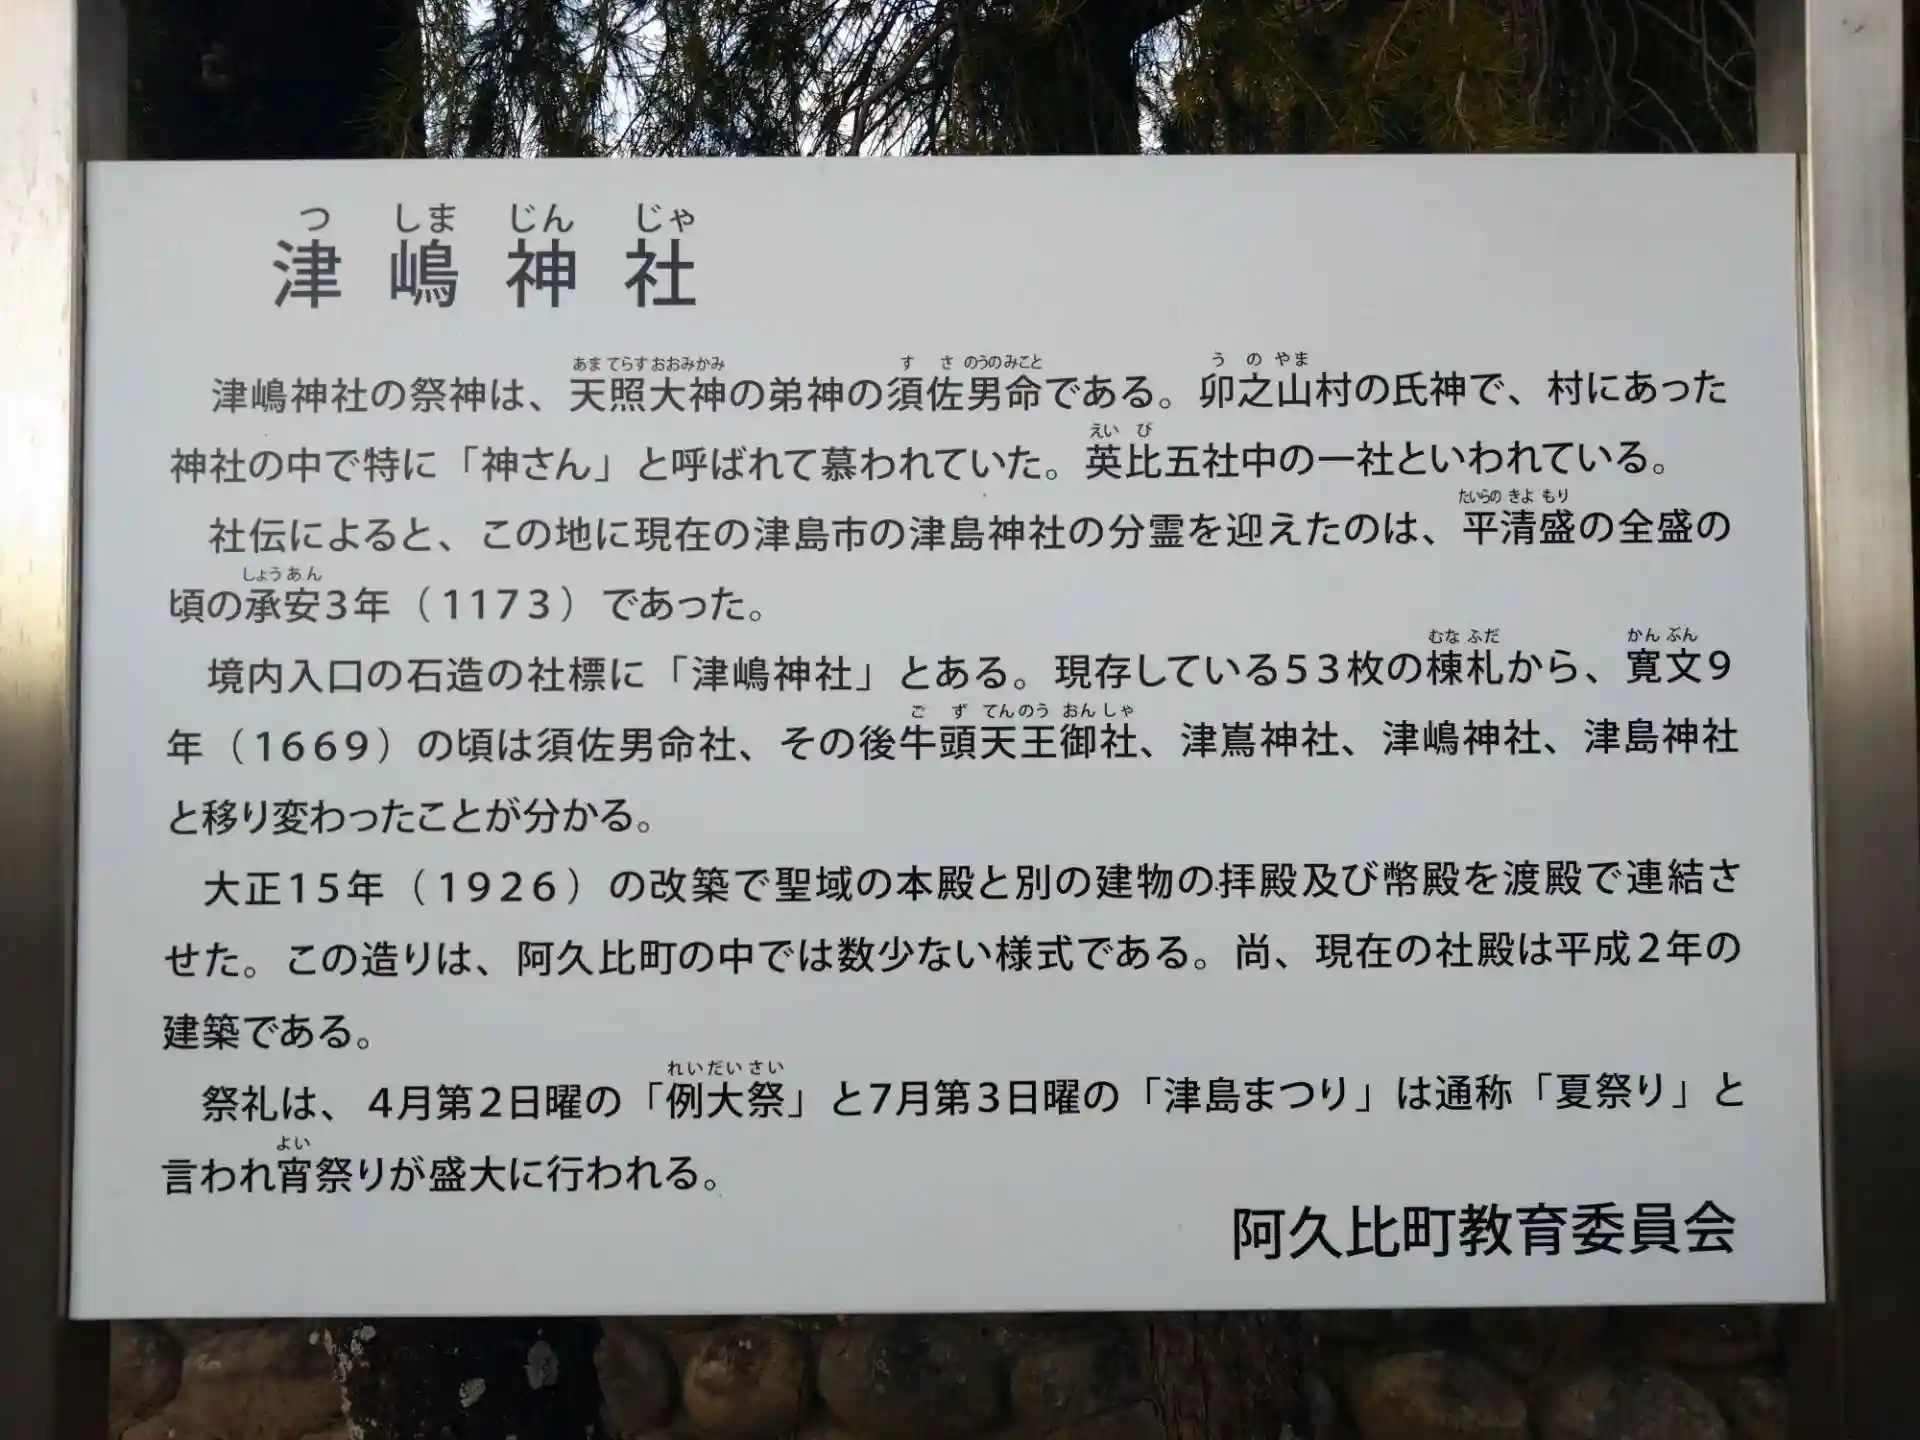 つ しま じん じゃ
津嶋神社
あまてらすおおみかみ す さ のうのみこと う の やま
津嶋神社の祭神は、天照大神の弟神の須佐男命である。卯之山村の氏神で、村にあった
えい び
神社の中で特に「神さん」と呼ばれて慕われていた。英比五社中の一社といわれている。
たいらの きよ もり
社伝によると、この地に現在の津島市の津島神社の分霊を迎えたのは、平清盛の全盛の
しょうあん
頃の承安3年(1173)であった。
むな ふだ かん ぶん
境内入口の石造の社標に「津嶋神社」とある。現存している53枚の棟札から、寛文9
ご ず てんのう おん しゃ
年(1669)の頃は須佐男命社、その後牛頭天王御社、津嶌神社、津嶋神社、津島神社
と移り変わったことが分かる。
大正15年(1926)の改築で聖域の本殿と別の建物の拝殿及び幣殿を渡殿で連結さ
せた。この造りは、阿久比町の中では数少ない様式である。尚、現在の社殿は平成2年の
建築である。
れいだいさい
祭礼は、4月第2日曜の「例大祭」と7月第3日曜の「津島まつり」は通称「夏祭り」と
よい
言われ宵祭りが盛大に行われる。
阿久比町教育委員会